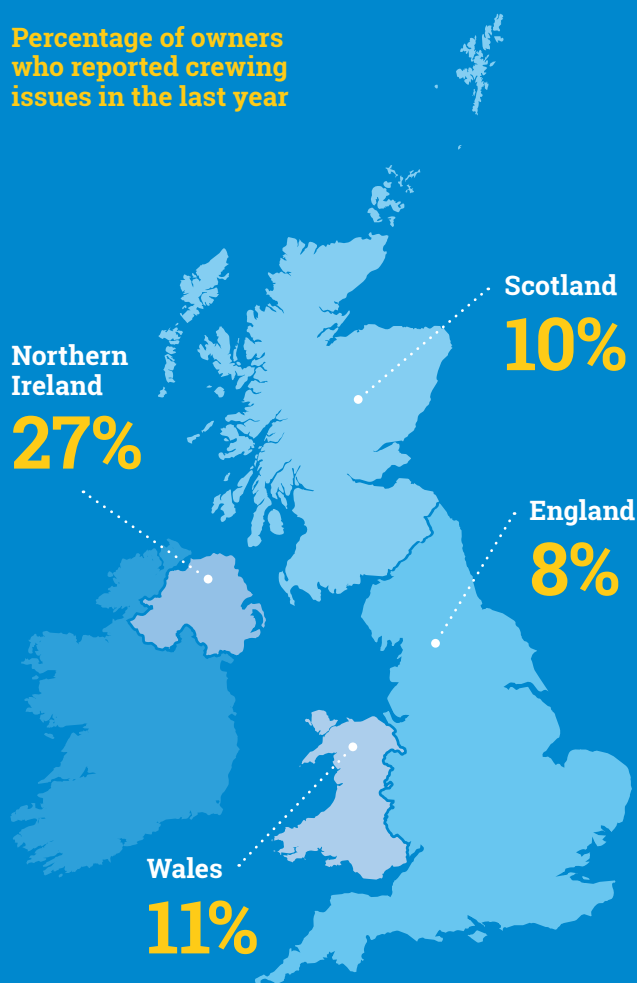 Percentage of owners
who reported crewing
issues in the last year
Scotland
10%
Northern
Ireland
27%
England
8%
Wales
11%